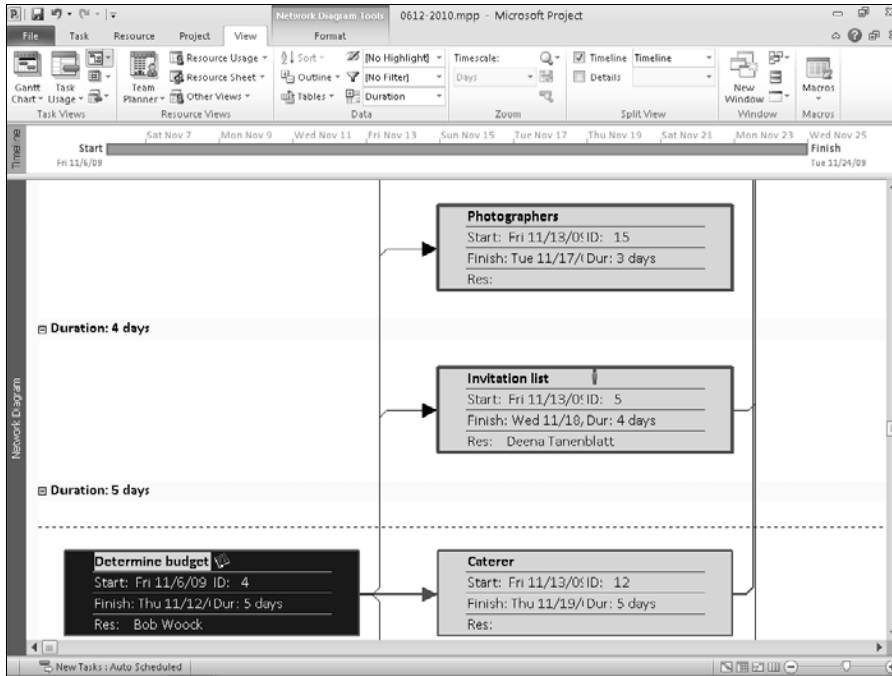 Network Diagram Tools 0612-2010.mpp - Microsoft Project
File Task Resource Project View Format
Gantt Chart
Task Usage
Task Views
Team Planner
Resource Usage
Resource Sheet
Other Views
Resource Views
Sort
Outline
Tables
[No Highlight]
[No Filter]
Duration
Data
Timescale:
Days
Zoom
Timeline Timeline
Details
Split View
New Window
Window
Macros
Macros
Timeline
Sat Nov 7 Mon Nov 9 Wed Nov 11 Fri Nov 13 Sun Nov 15 Tue Nov 17 Thu Nov 19 Sat Nov 21 Mon Nov 23 Wed Nov 25
Start
Fri 11/6/09
Finish
Tue 11/24/09
Network Diagram
Photographers
Start: Fri 11/13/09 ID: 15
Finish: Tue 11/17/ Dur: 3 days
Res:
Duration: 4 days
Invitation list
Start: Fri 11/13/09 ID: 5
Finish: Wed 11/18, Dur: 4 days
Res: Deena Tanenblatt
Duration: 5 days
Determine budget
Start: Fri 11/6/09 ID: 4
Finish: Thu 11/12/ Dur: 5 days
Res: Bob Woock
Caterer
Start: Fri 11/13/09 ID: 12
Finish: Thu 11/19/ Dur: 5 days
Res:
New Tasks : Auto Scheduled